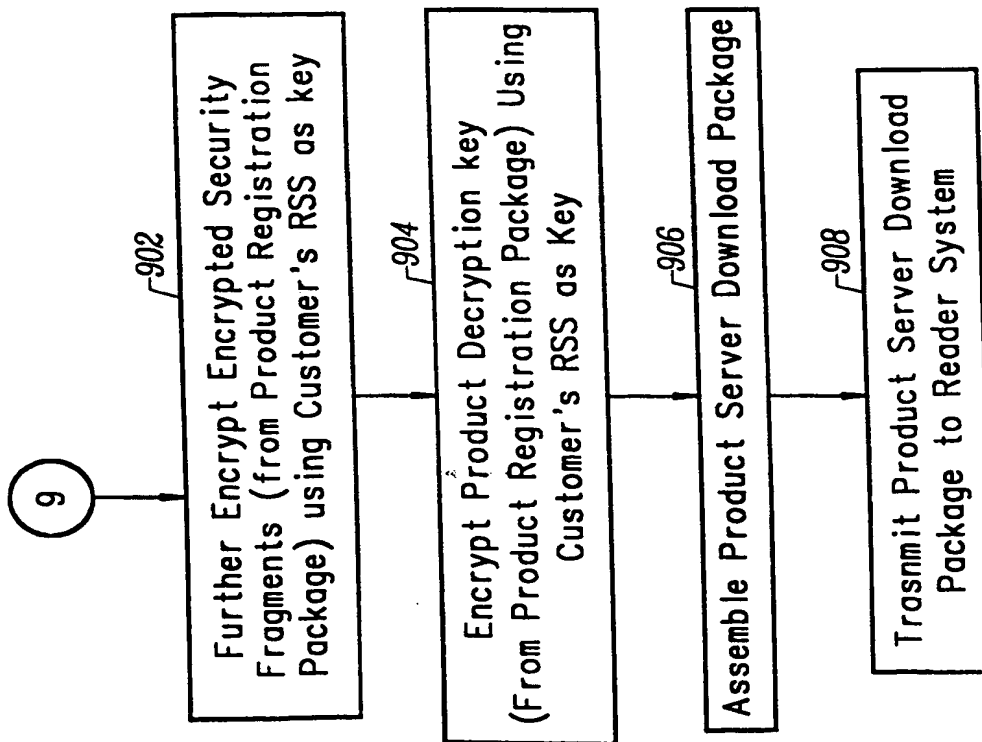 9
902
Further Encrypt Encrypted Security
Fragments (from Product Registration
Package) using Customer's RSS as key
904
Encrypt Product Decryption key
(From Product Registration Package) Using
Customer's RSS as Key
906
Assemble Product Server Download Package
908
Trasnmit Product Server Download
Package to Reader System